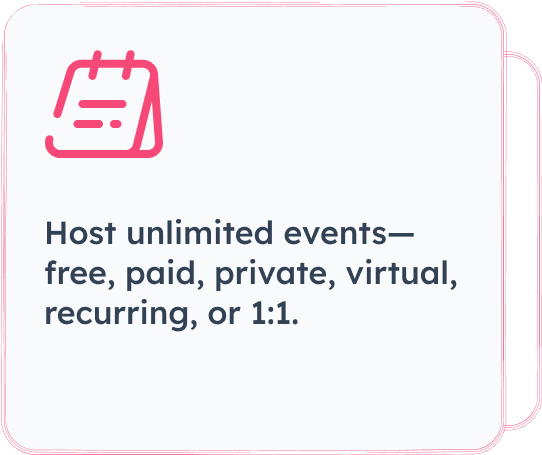 Host unlimited events—
free, paid, private, virtual,
recurring, or 1:1.